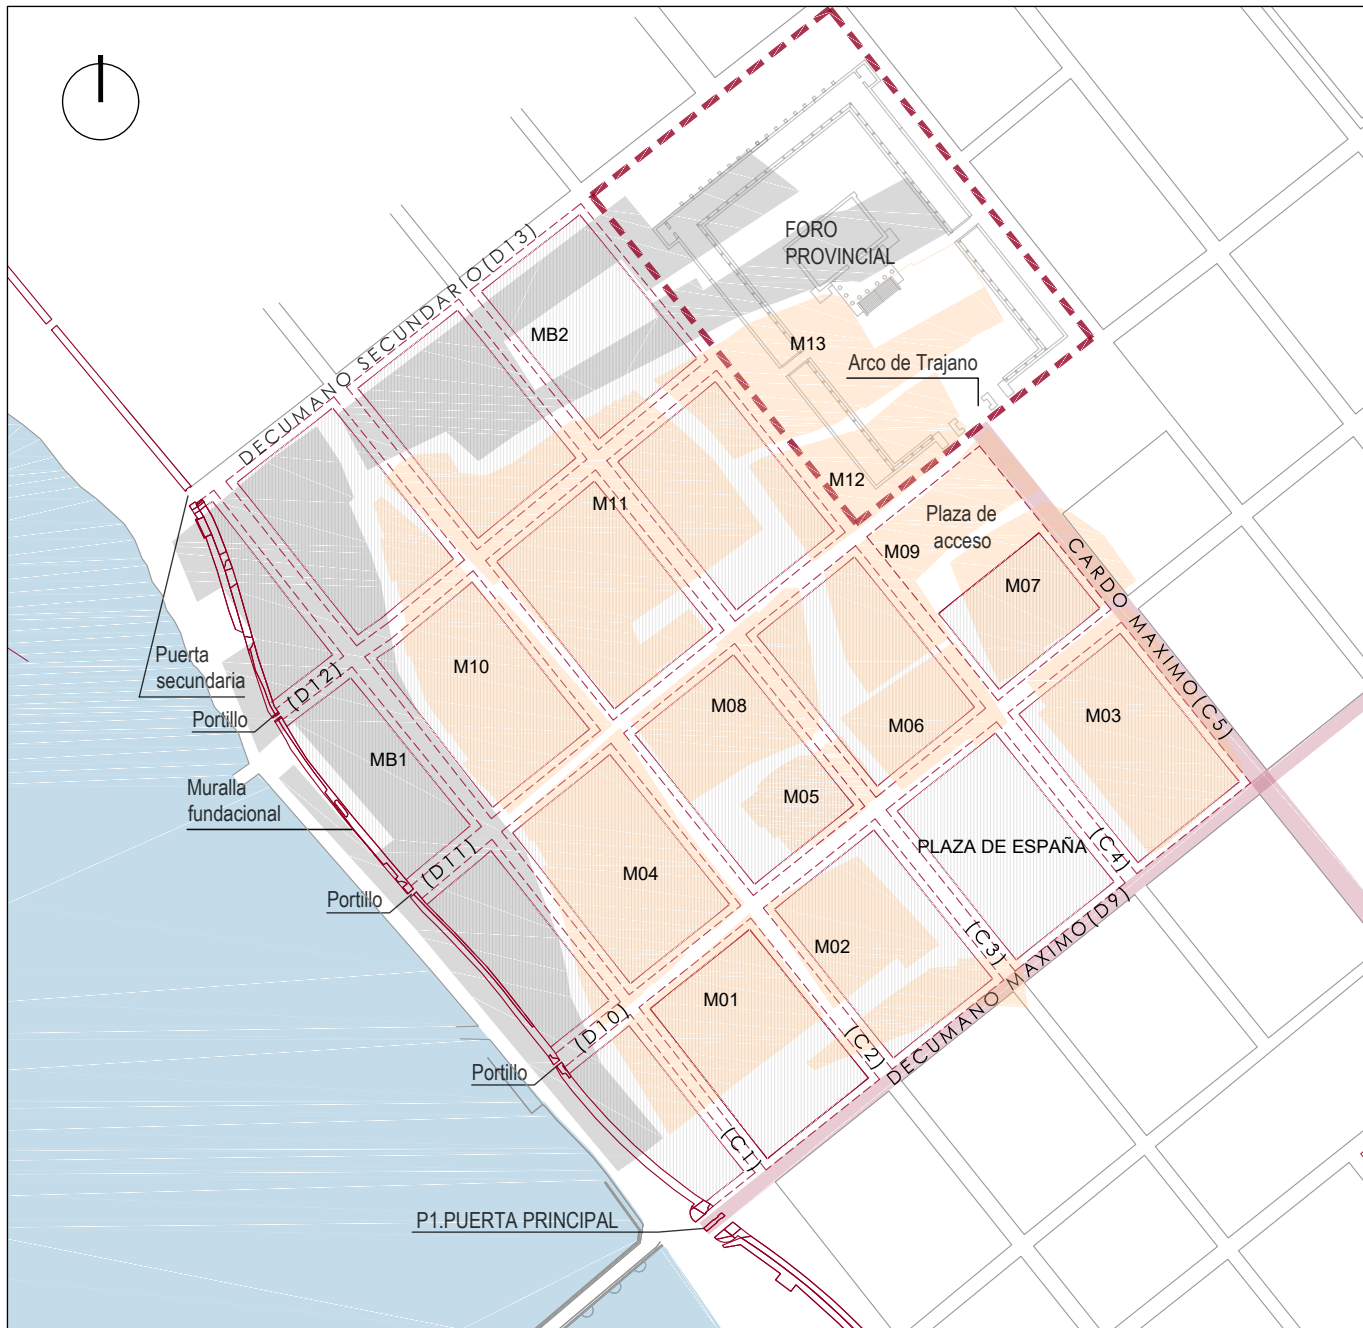 FORO
PROVINCIAL
DECUMANO SECUNDARIO(D13)
MB2
M13
Arco de Trajano
M12
M11
Plaza de
acceso
M09
M07
CARDO MAXIMO(C5)
Puerta
secundaria
(D12)
M10
Portillo
M08
M06
M03
MB1
Muralla
fundacional
M05
PLAZA DE ESPAÑA
(C4)
(D11)
M04
Portillo
M02
(C3)
DECUMANO MAXIMO(D9)
M01
(D10)
(C2)
Portillo
(C1)
P1.PUERTA PRINCIPAL